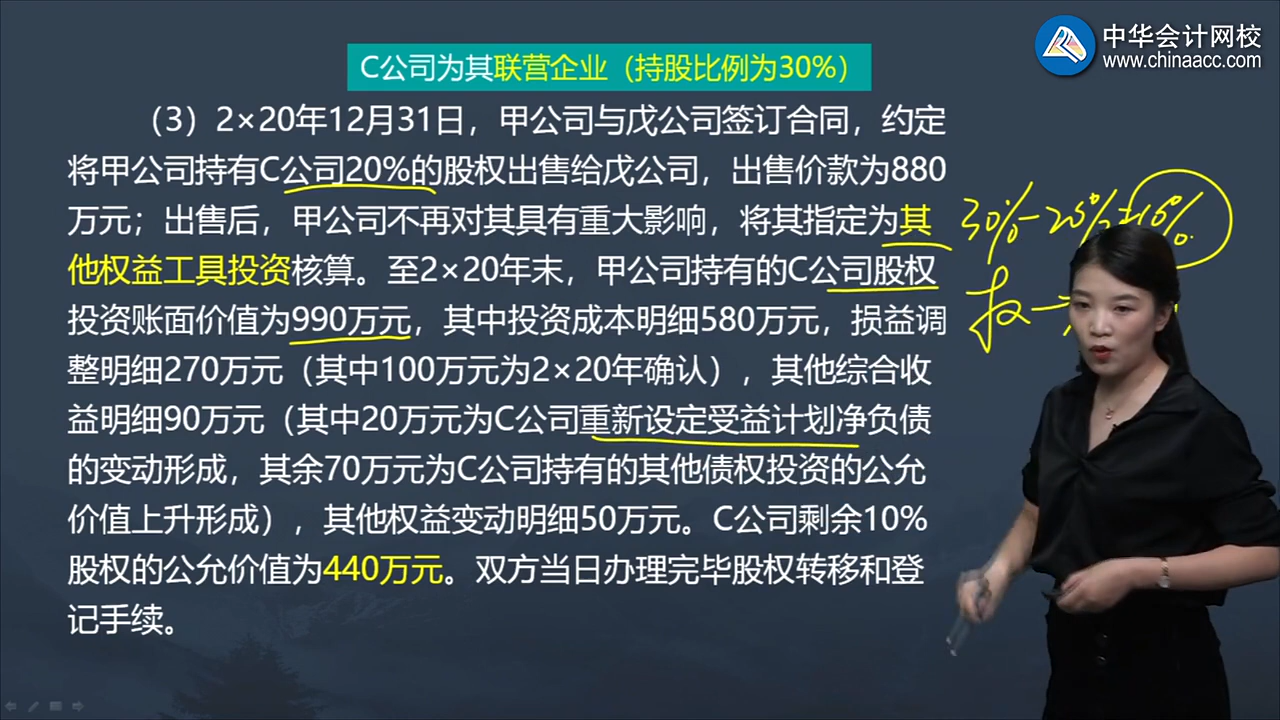 中华会计网校
www.chinaacc.com
C公司为其联营企业（持股比例为30%）
（3）2×20年12月31日，甲公司与戊公司签订合同，约定
将甲公司持有C公司20%的股权出售给戊公司，出售价款为880
万元；出售后，甲公司不再对其具有重大影响，将其指定为其
他权益工具投资核算。至2×20年末，甲公司持有的C公司股权
投资账面价值为990万元，其中投资成本明细580万元，损益调
整明细270万元（其中100万元为2×20年确认），其他综合收
益明细90万元（其中20万元为C公司重新设定受益计划净负债
的变动形成，其余70万元为C公司持有的其他债权投资的公允
价值上升形成），其他权益变动明细50万元。C公司剩余10%
股权的公允价值为440万元。双方当日办理完毕股权转移和登
记手续。
30%-20%=10%